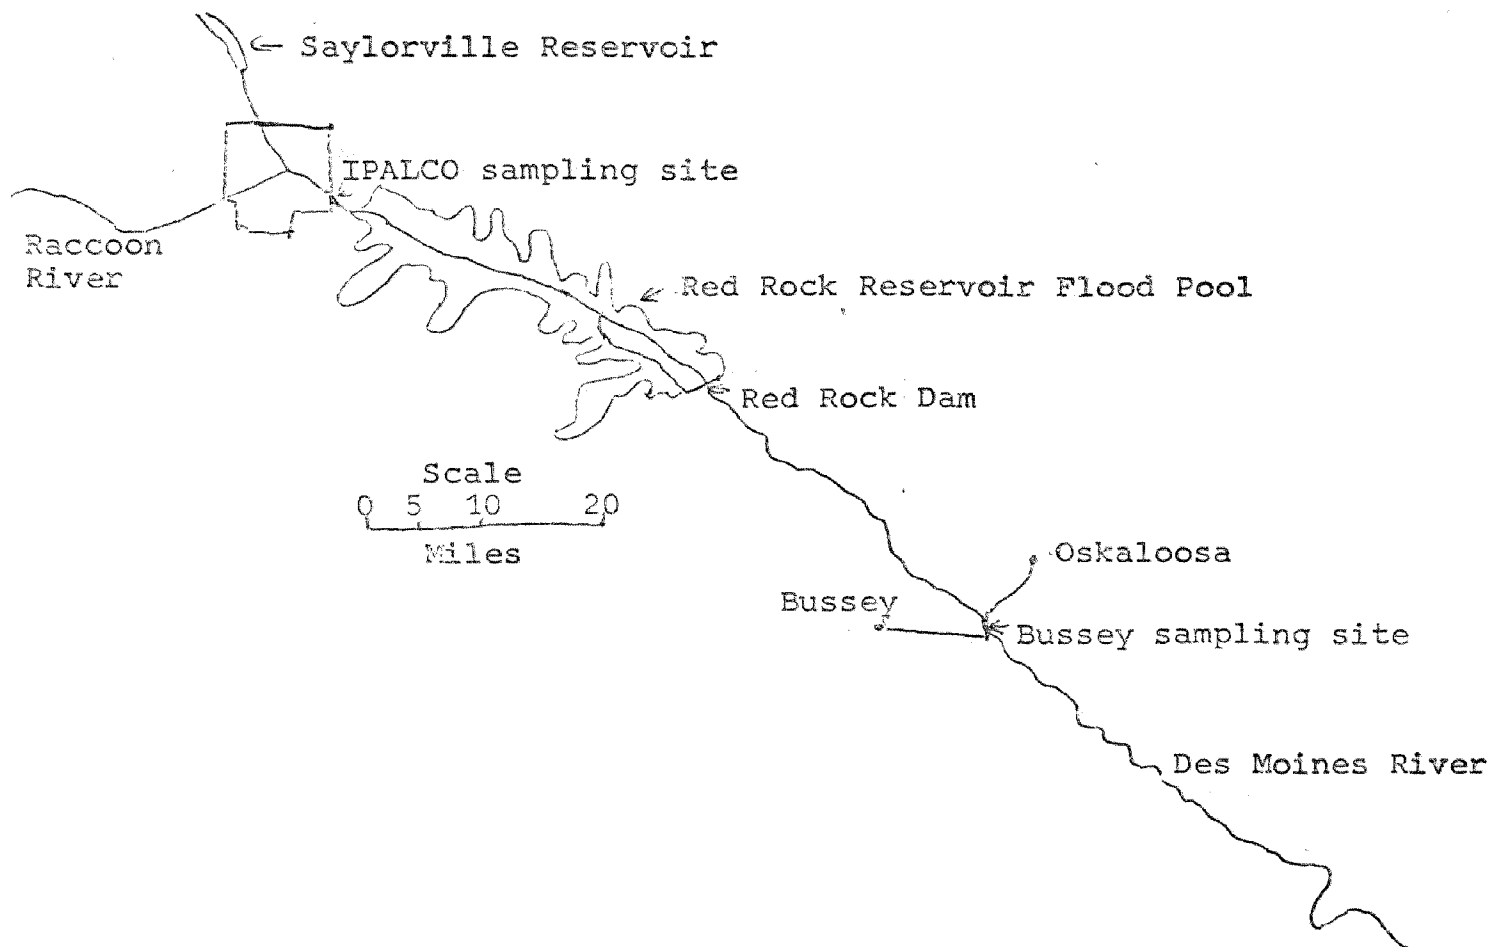 Saylorville Reservoir
IPALCO sampling site
Raccoon
River
Red Rock Reservoir Flood Pool
Red Rock Dam
Scale
0 5 10 20
Miles
Oskaloosa
Bussey
Bussey sampling site
Des Moines River